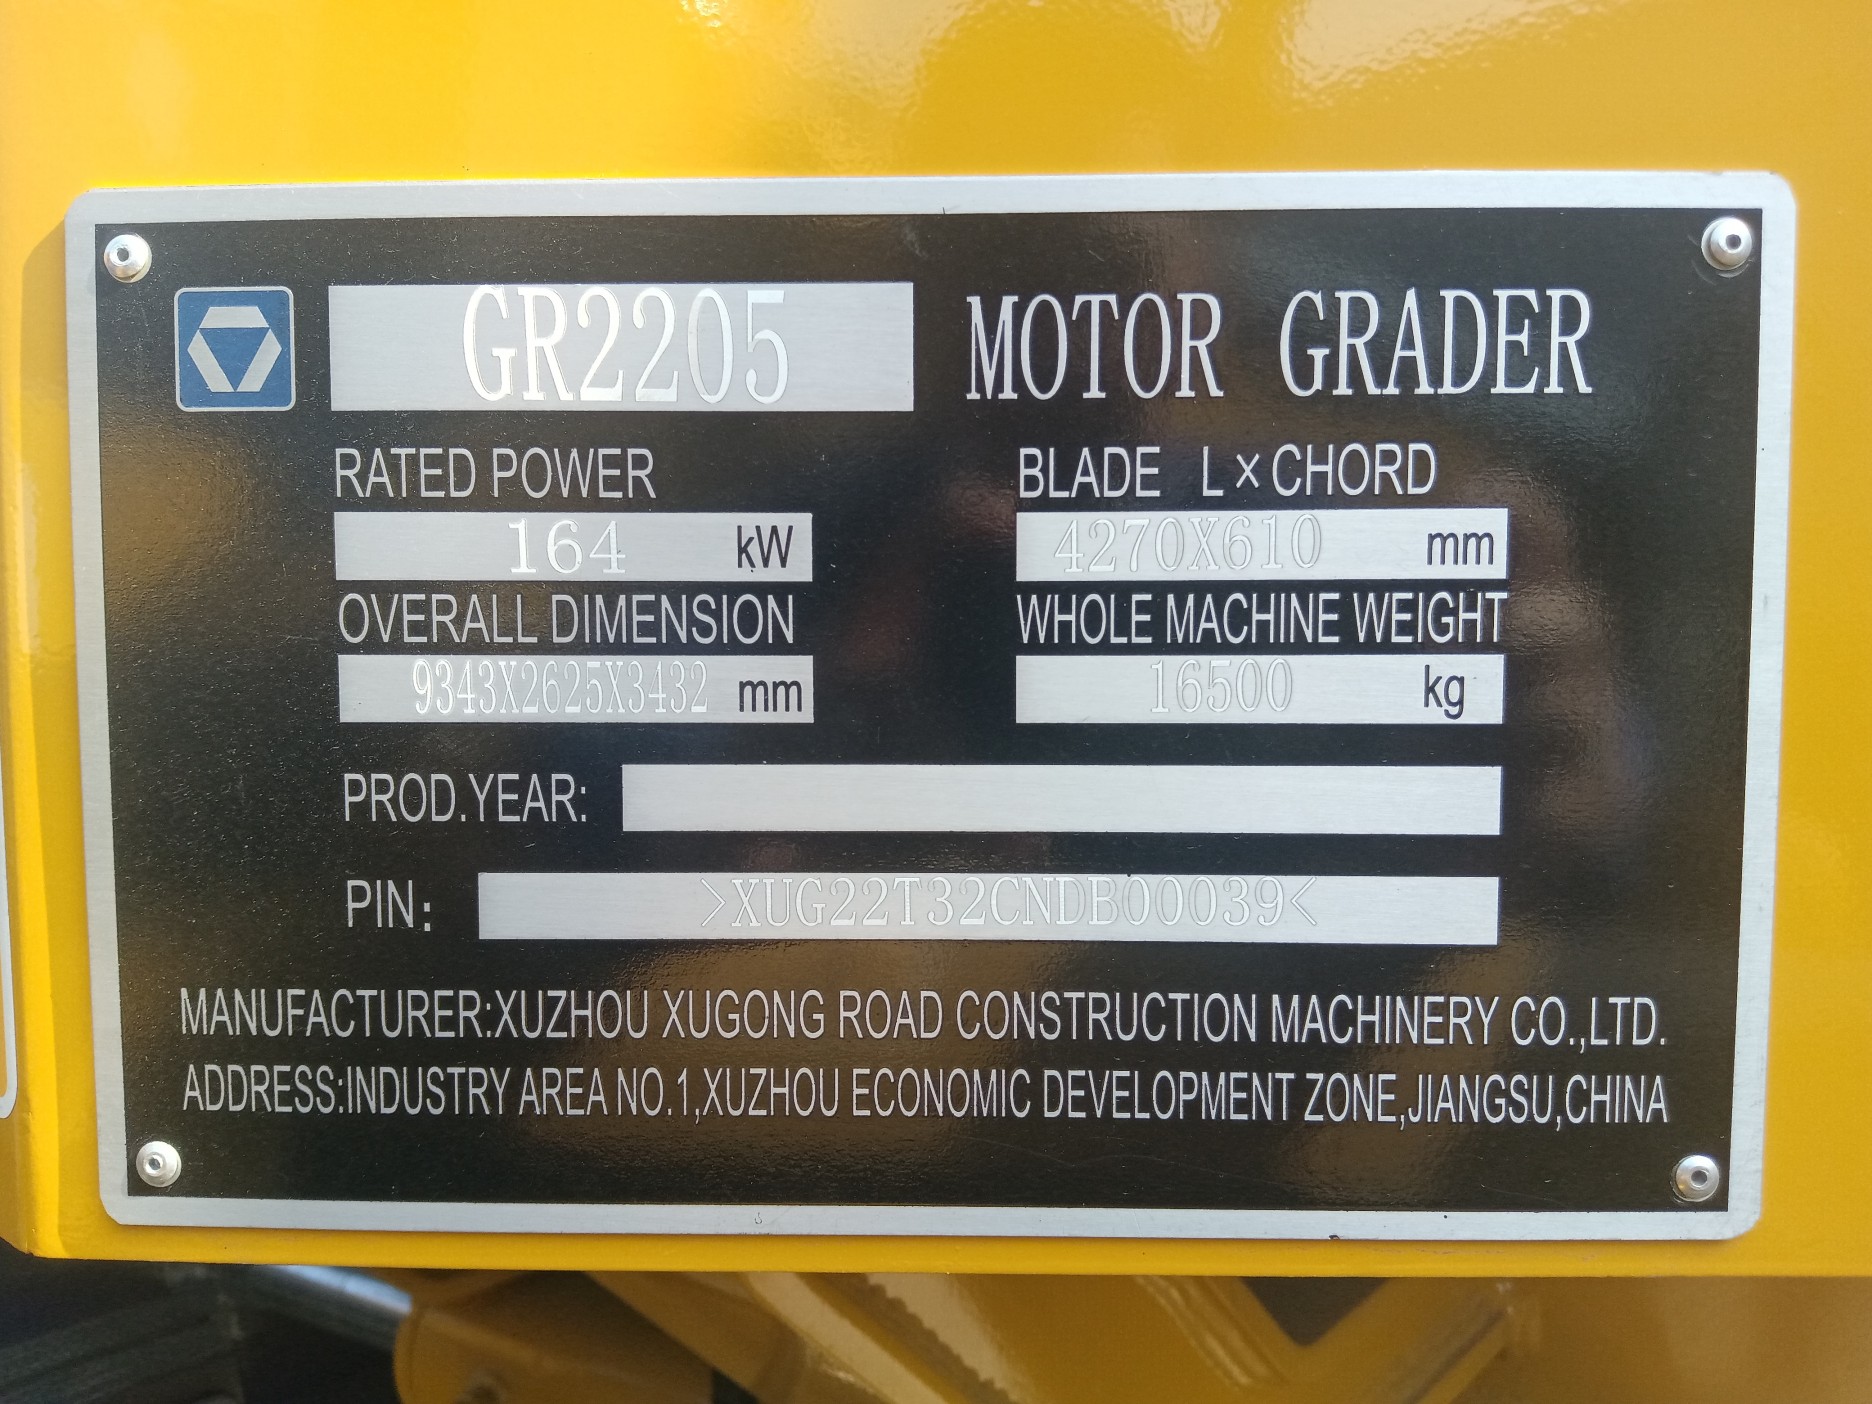 GR2205 MOTOR GRADER
RATED POWER BLADE L×CHORD
164 kW 4270X610 mm
OVERALL DIMENSION WHOLE MACHINE WEIGHT
9343X2625X3432 mm 16500 kg
PROD.YEAR:
PIN: >XUG22T32CNDB00039<
MANUFACTURER:XUZHOU XUGONG ROAD CONSTRUCTION MACHINERY CO.,LTD.
ADDRESS:INDUSTRY AREA NO.1,XUZHOU ECONOMIC DEVELOPMENT ZONE,JIANGSU,CHINA